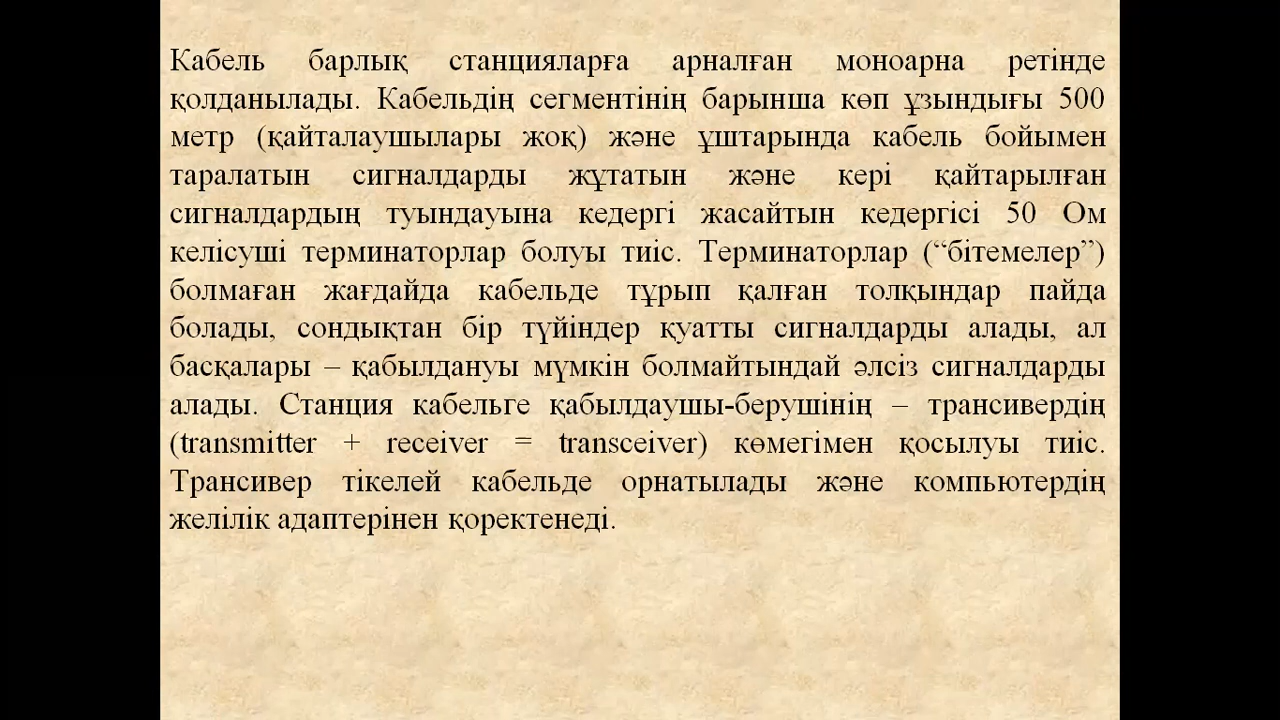 Кабель барлық станцияларға арналған моноарна ретінде
қолданылады. Кабельдің сегментінің барынша көп ұзындығы 500
метр (қайталаушылары жоқ) және ұштарында кабель бойымен
таралатын сигналдарды жұтатын және кері қайтарылған
сигналдардың туындауына кедергі жасайтын кедергісі 50 Ом
келісуші терминаторлар болуы тиіс. Терминаторлар (“бітемелер”)
болмаған жағдайда кабельде тұрып қалған толқындар пайда
болады, сондықтан бір түйіндер қуатты сигналдарды алады, ал
басқалары – қабылдануы мүмкін болмайтындай әлсіз сигналдарды
алады. Станция кабельге қабылдаушы-берушінің – трансивердің
(transmitter + receiver = transceiver) көмегімен қосылуы тиіс.
Трансивер тікелей кабельде орнатылады және компьютердің
желілік адаптерінен қоректенеді.